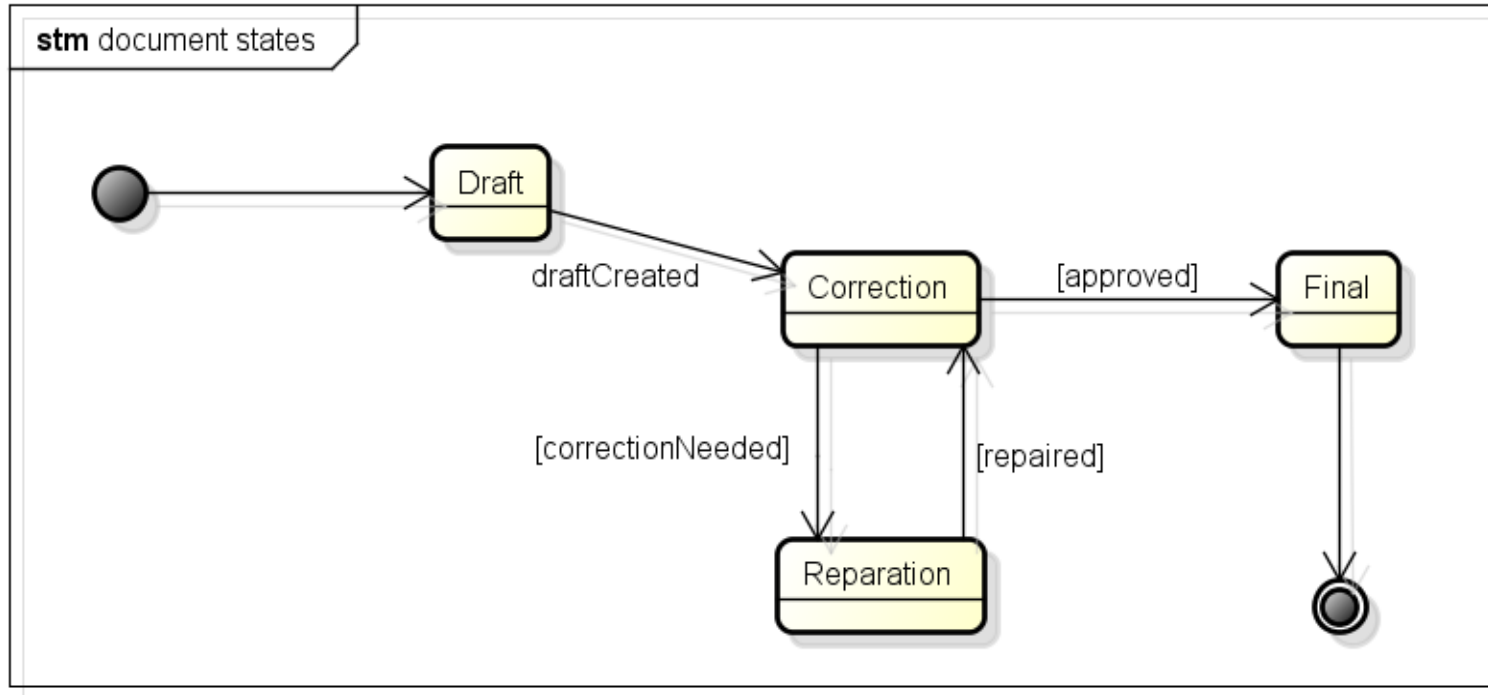 stm document states
Draft
draftCreated
Correction
[approved]
Final
[correctionNeeded]
[repaired]
Reparation